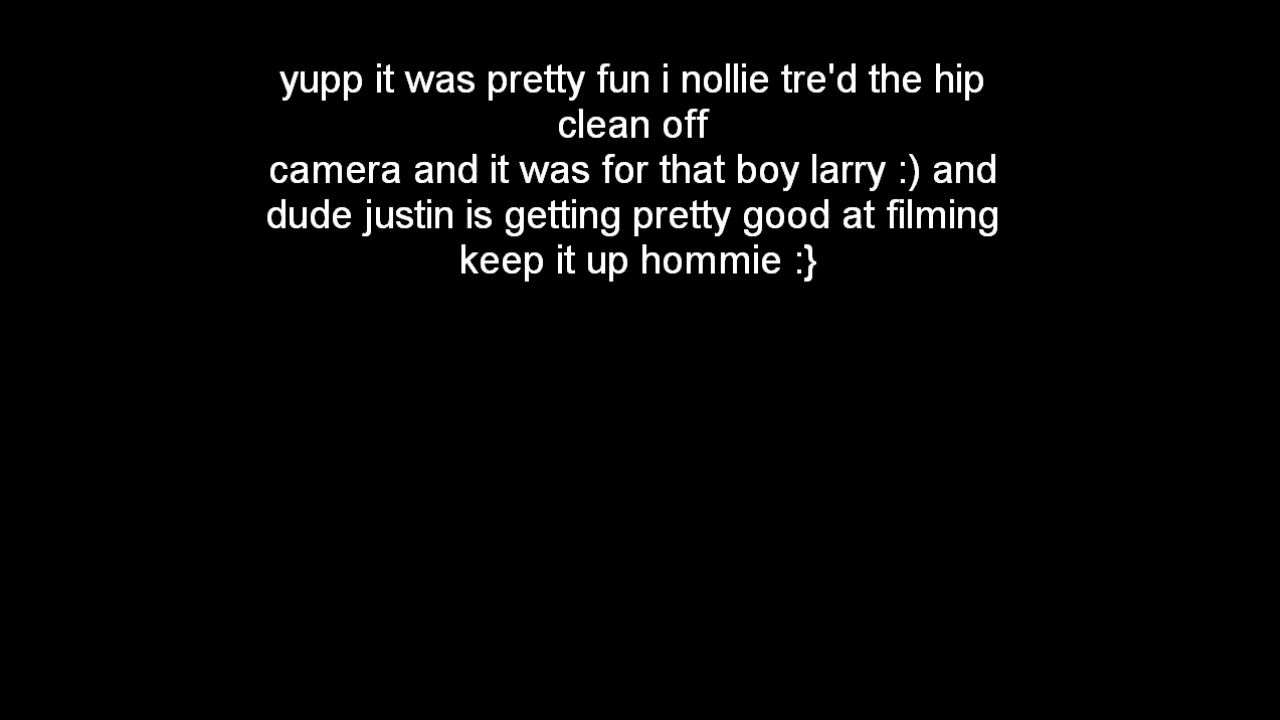 yupp it was pretty fun i nollie tre'd the hip
clean off
camera and it was for that boy larry :) and
dude justin is getting pretty good at filming
keep it up hommie :}